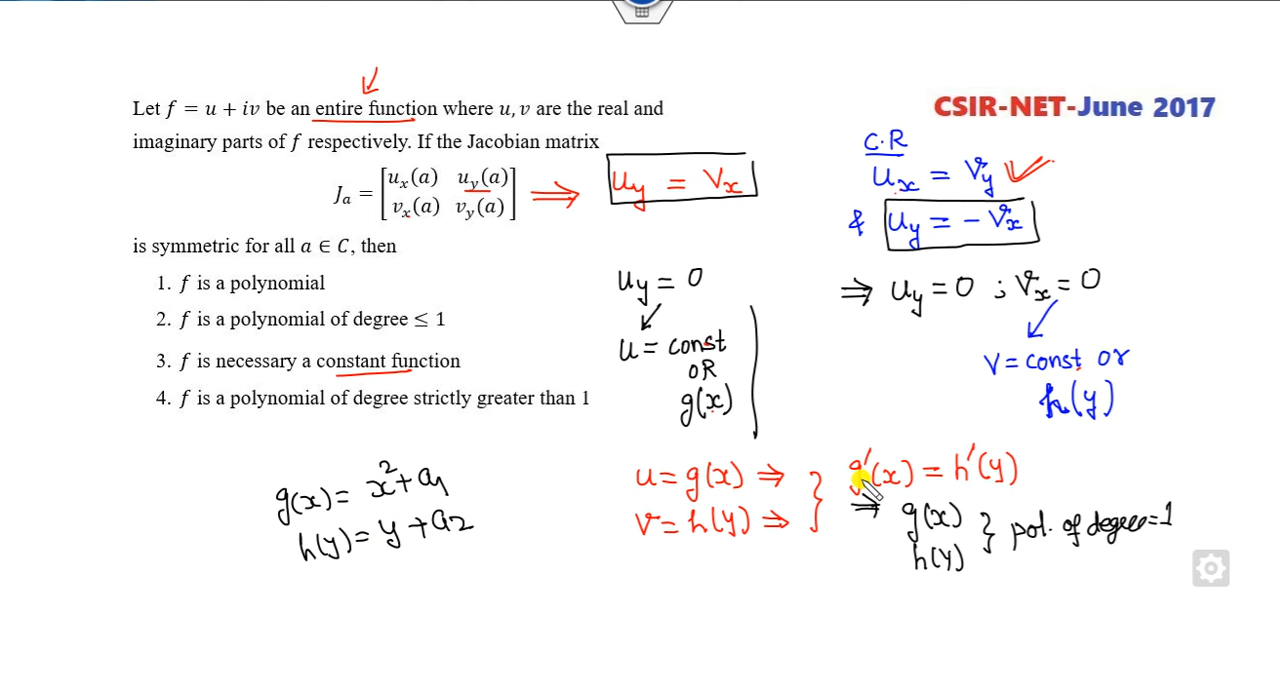 Let f = u + iv be an entire function where u, v are the real and
imaginary parts of f respectively. If the Jacobian matrix
J_a = [u_x(a) u_y(a)
v_x(a) v_y(a)]
⟹ u_y = v_x
is symmetric for all a ∈ C, then
1. f is a polynomial
2. f is a polynomial of degree ≤ 1
3. f is necessary a constant function
4. f is a polynomial of degree strictly greater than 1
CSIR-NET-June 2017
C.R
u_x = v_y
& u_y = - v_x
⇒ u_y = 0 ; v_x = 0
v = const or
h(y)
u_y = 0
u = const
OR
g(x)
u = g(x) ⇒
v = h(y) ⇒
g'(x) = h'(y)
⇒ g(x)
h(y)
} pol. of degree=1
g(x) = x² + a₁
h(y) = y + a₂